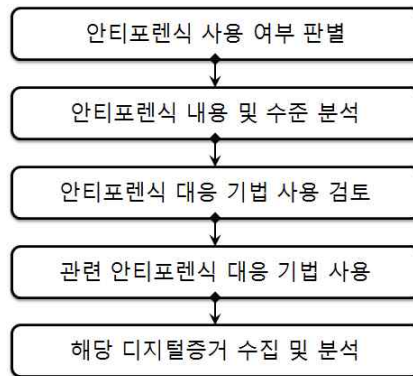 안티포렌식 사용 여부 판별
안티포렌식 내용 및 수준 분석
안티포렌식 대응 기법 사용 검토
관련 안티포렌식 대응 기법 사용
해당 디지털증거 수집 및 분석